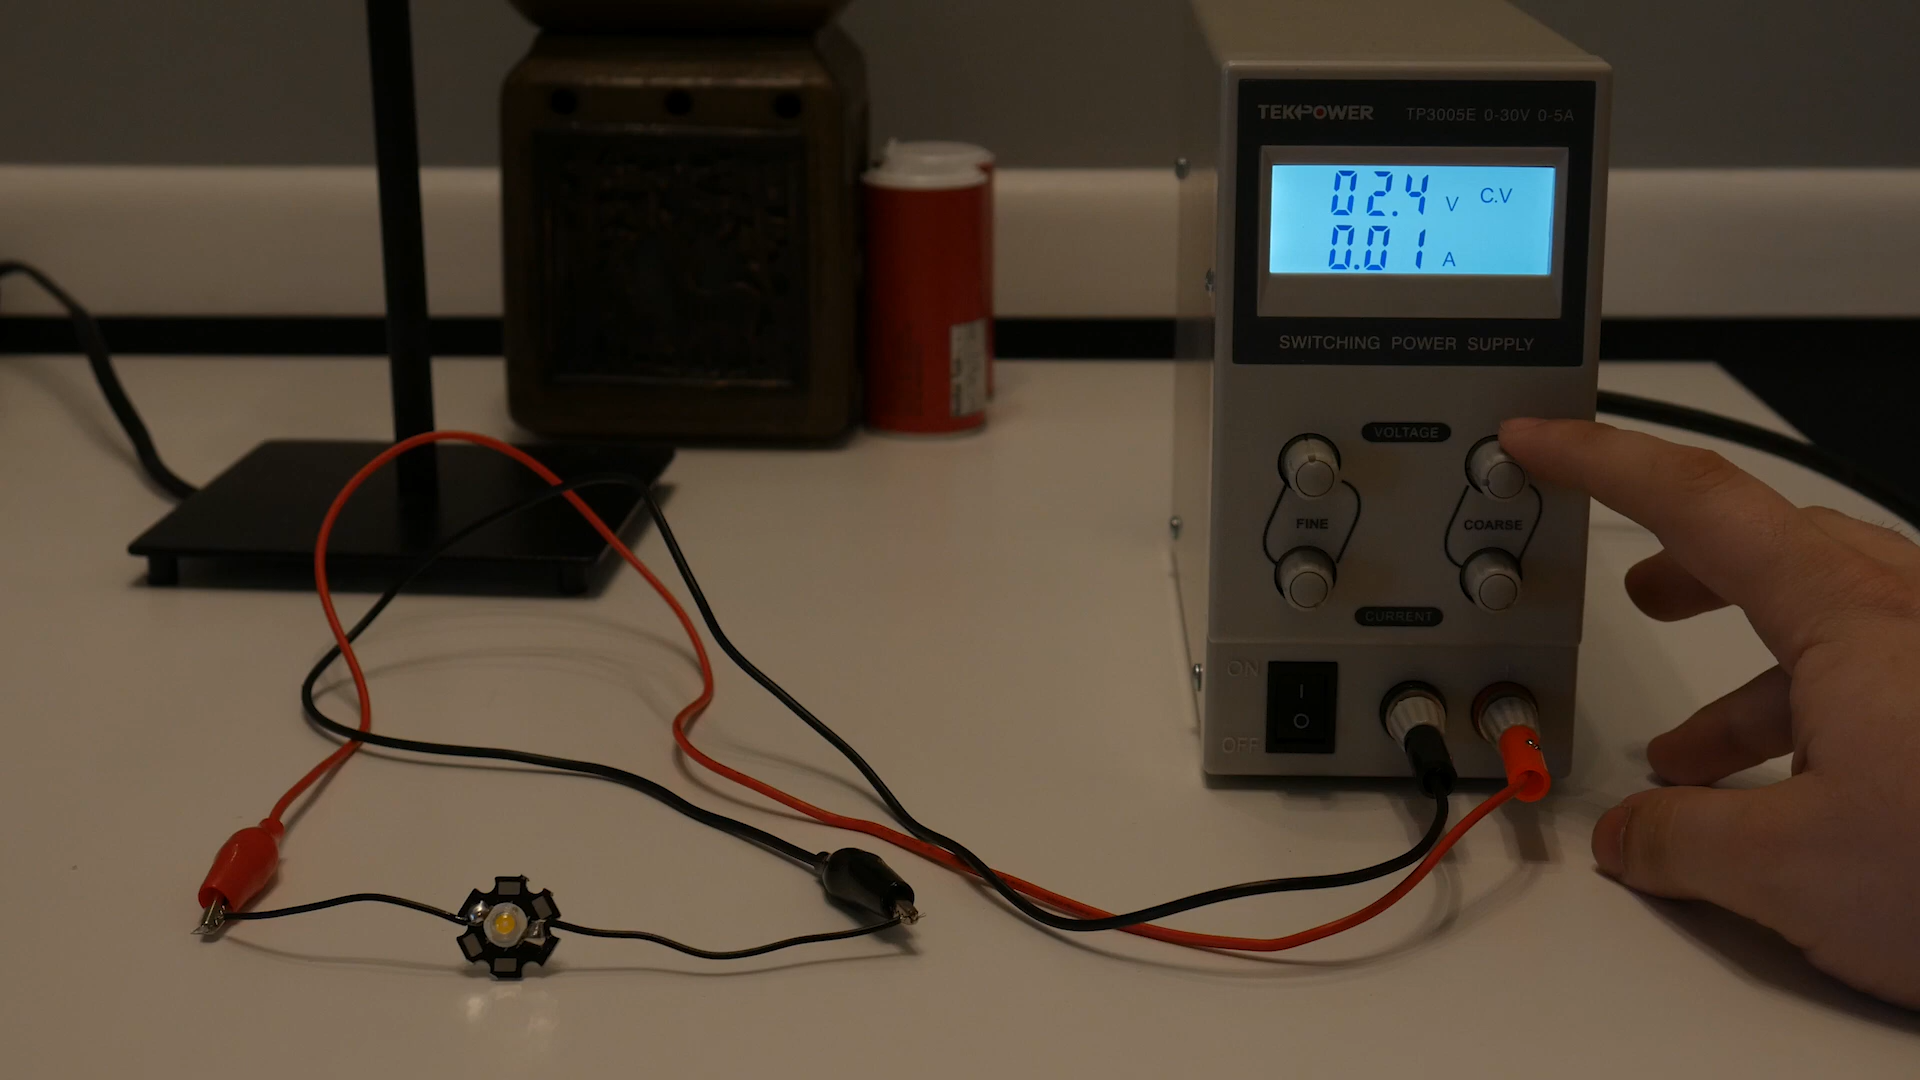 TEKPOWER TP3005E 0-30V 0-5A
02.4 V C.V
0.01 A
SWITCHING POWER SUPPLY
VOLTAGE
FINE COARSE
CURRENT
ON
I
O
OFF